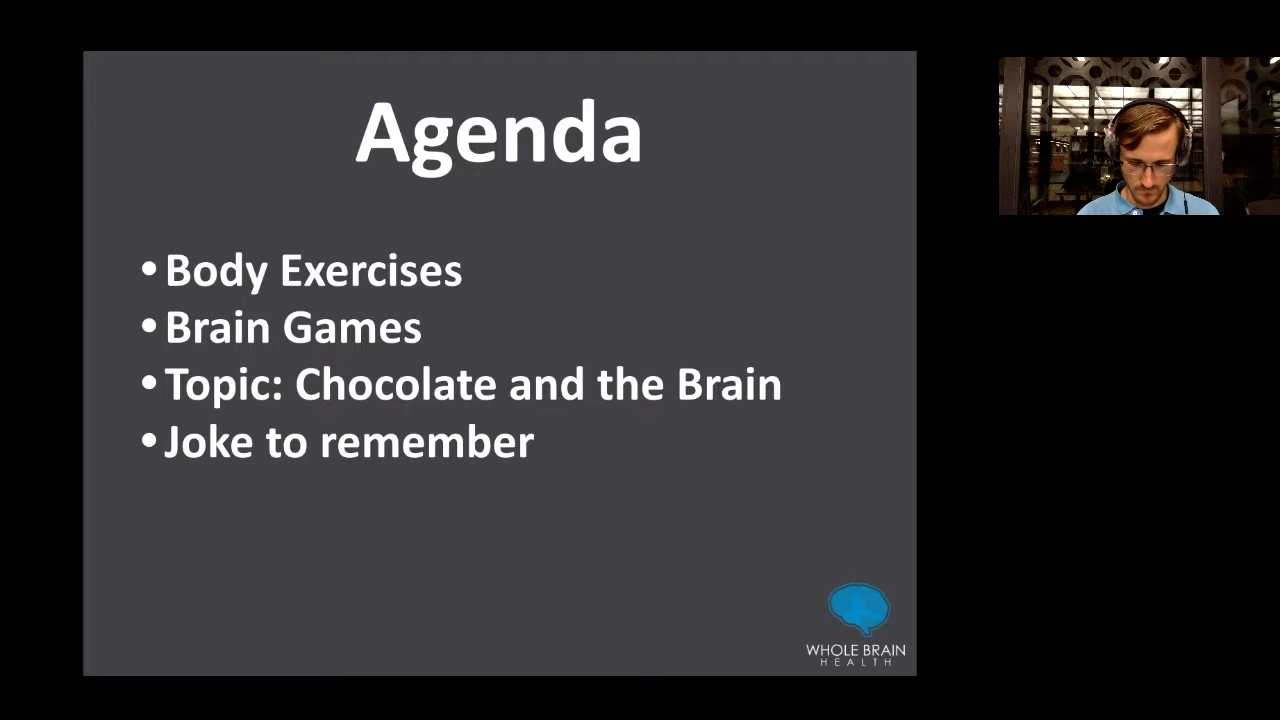 Agenda
• Body Exercises
• Brain Games
• Topic: Chocolate and the Brain
• Joke to remember
WHOLE BRAIN
HEALTH